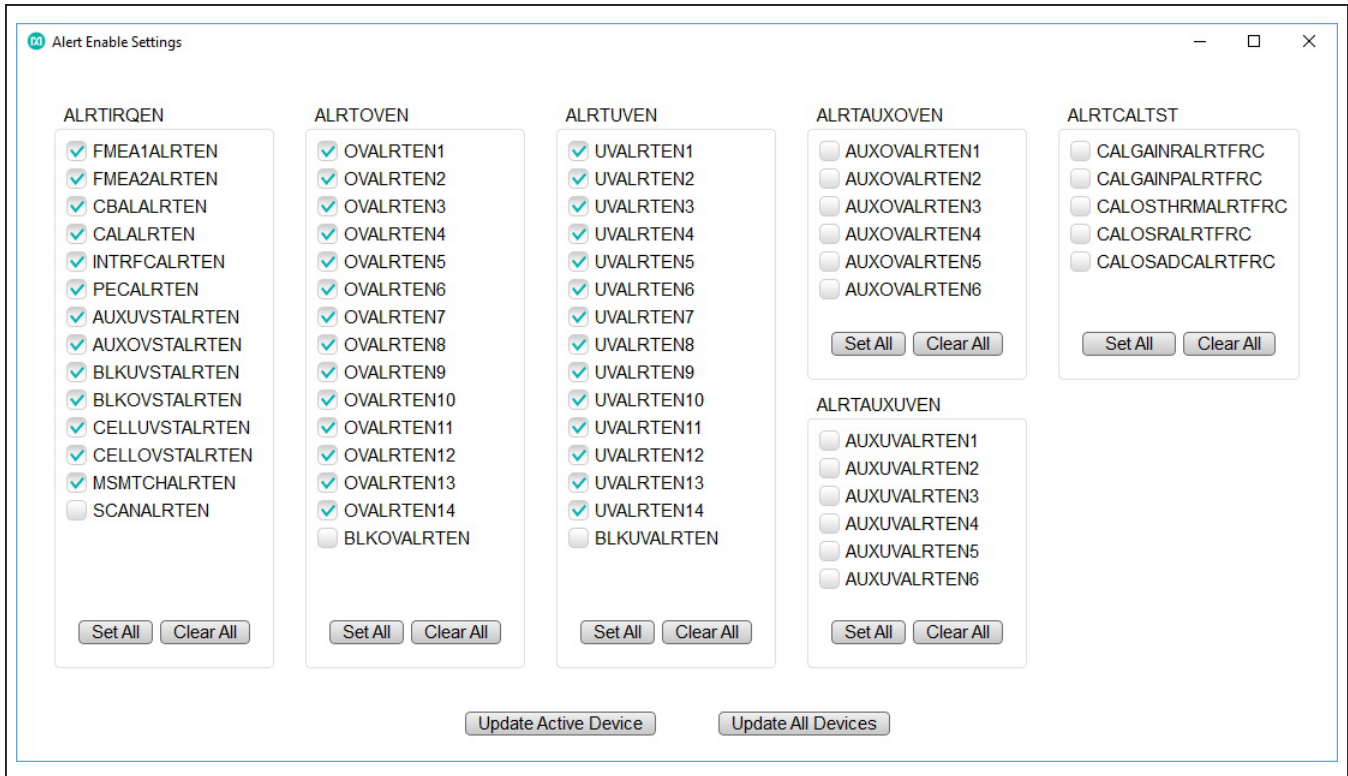 Alert Enable Settings
ALRTIRQEN
FMEA1ALRTEN
FMEA2ALRTEN
CBALALRTEN
CALALRTEN
INTRFCALRTEN
PECALRTEN
AUXUVSTALRTEN
AUXOVSTALRTEN
BLKUVSTALRTEN
BLKOVSTALRTEN
CELLUVSTALRTEN
CELLOVSTALRTEN
MSMTCHALRTEN
SCANALRTEN
Set All Clear All
ALRTOVEN
OVALRTEN1
OVALRTEN2
OVALRTEN3
OVALRTEN4
OVALRTEN5
OVALRTEN6
OVALRTEN7
OVALRTEN8
OVALRTEN9
OVALRTEN10
OVALRTEN11
OVALRTEN12
OVALRTEN13
OVALRTEN14
BLKOVALRTEN
Set All Clear All
ALRTUVEN
UVALRTEN1
UVALRTEN2
UVALRTEN3
UVALRTEN4
UVALRTEN5
UVALRTEN6
UVALRTEN7
UVALRTEN8
UVALRTEN9
UVALRTEN10
UVALRTEN11
UVALRTEN12
UVALRTEN13
UVALRTEN14
BLKUVALRTEN
Set All Clear All
ALRTAUXOVEN
AUXOVALRTEN1
AUXOVALRTEN2
AUXOVALRTEN3
AUXOVALRTEN4
AUXOVALRTEN5
AUXOVALRTEN6
Set All Clear All
ALRTAUXUVEN
AUXUVALRTEN1
AUXUVALRTEN2
AUXUVALRTEN3
AUXUVALRTEN4
AUXUVALRTEN5
AUXUVALRTEN6
Set All Clear All
ALRTCALTST
CALGAINRALRTFRC
CALGAINPALRTFRC
CALOSTHRMALRTFRC
CALOSRALRTFRC
CALOSADCALRTFRC
Set All Clear All
Update Active Device Update All Devices